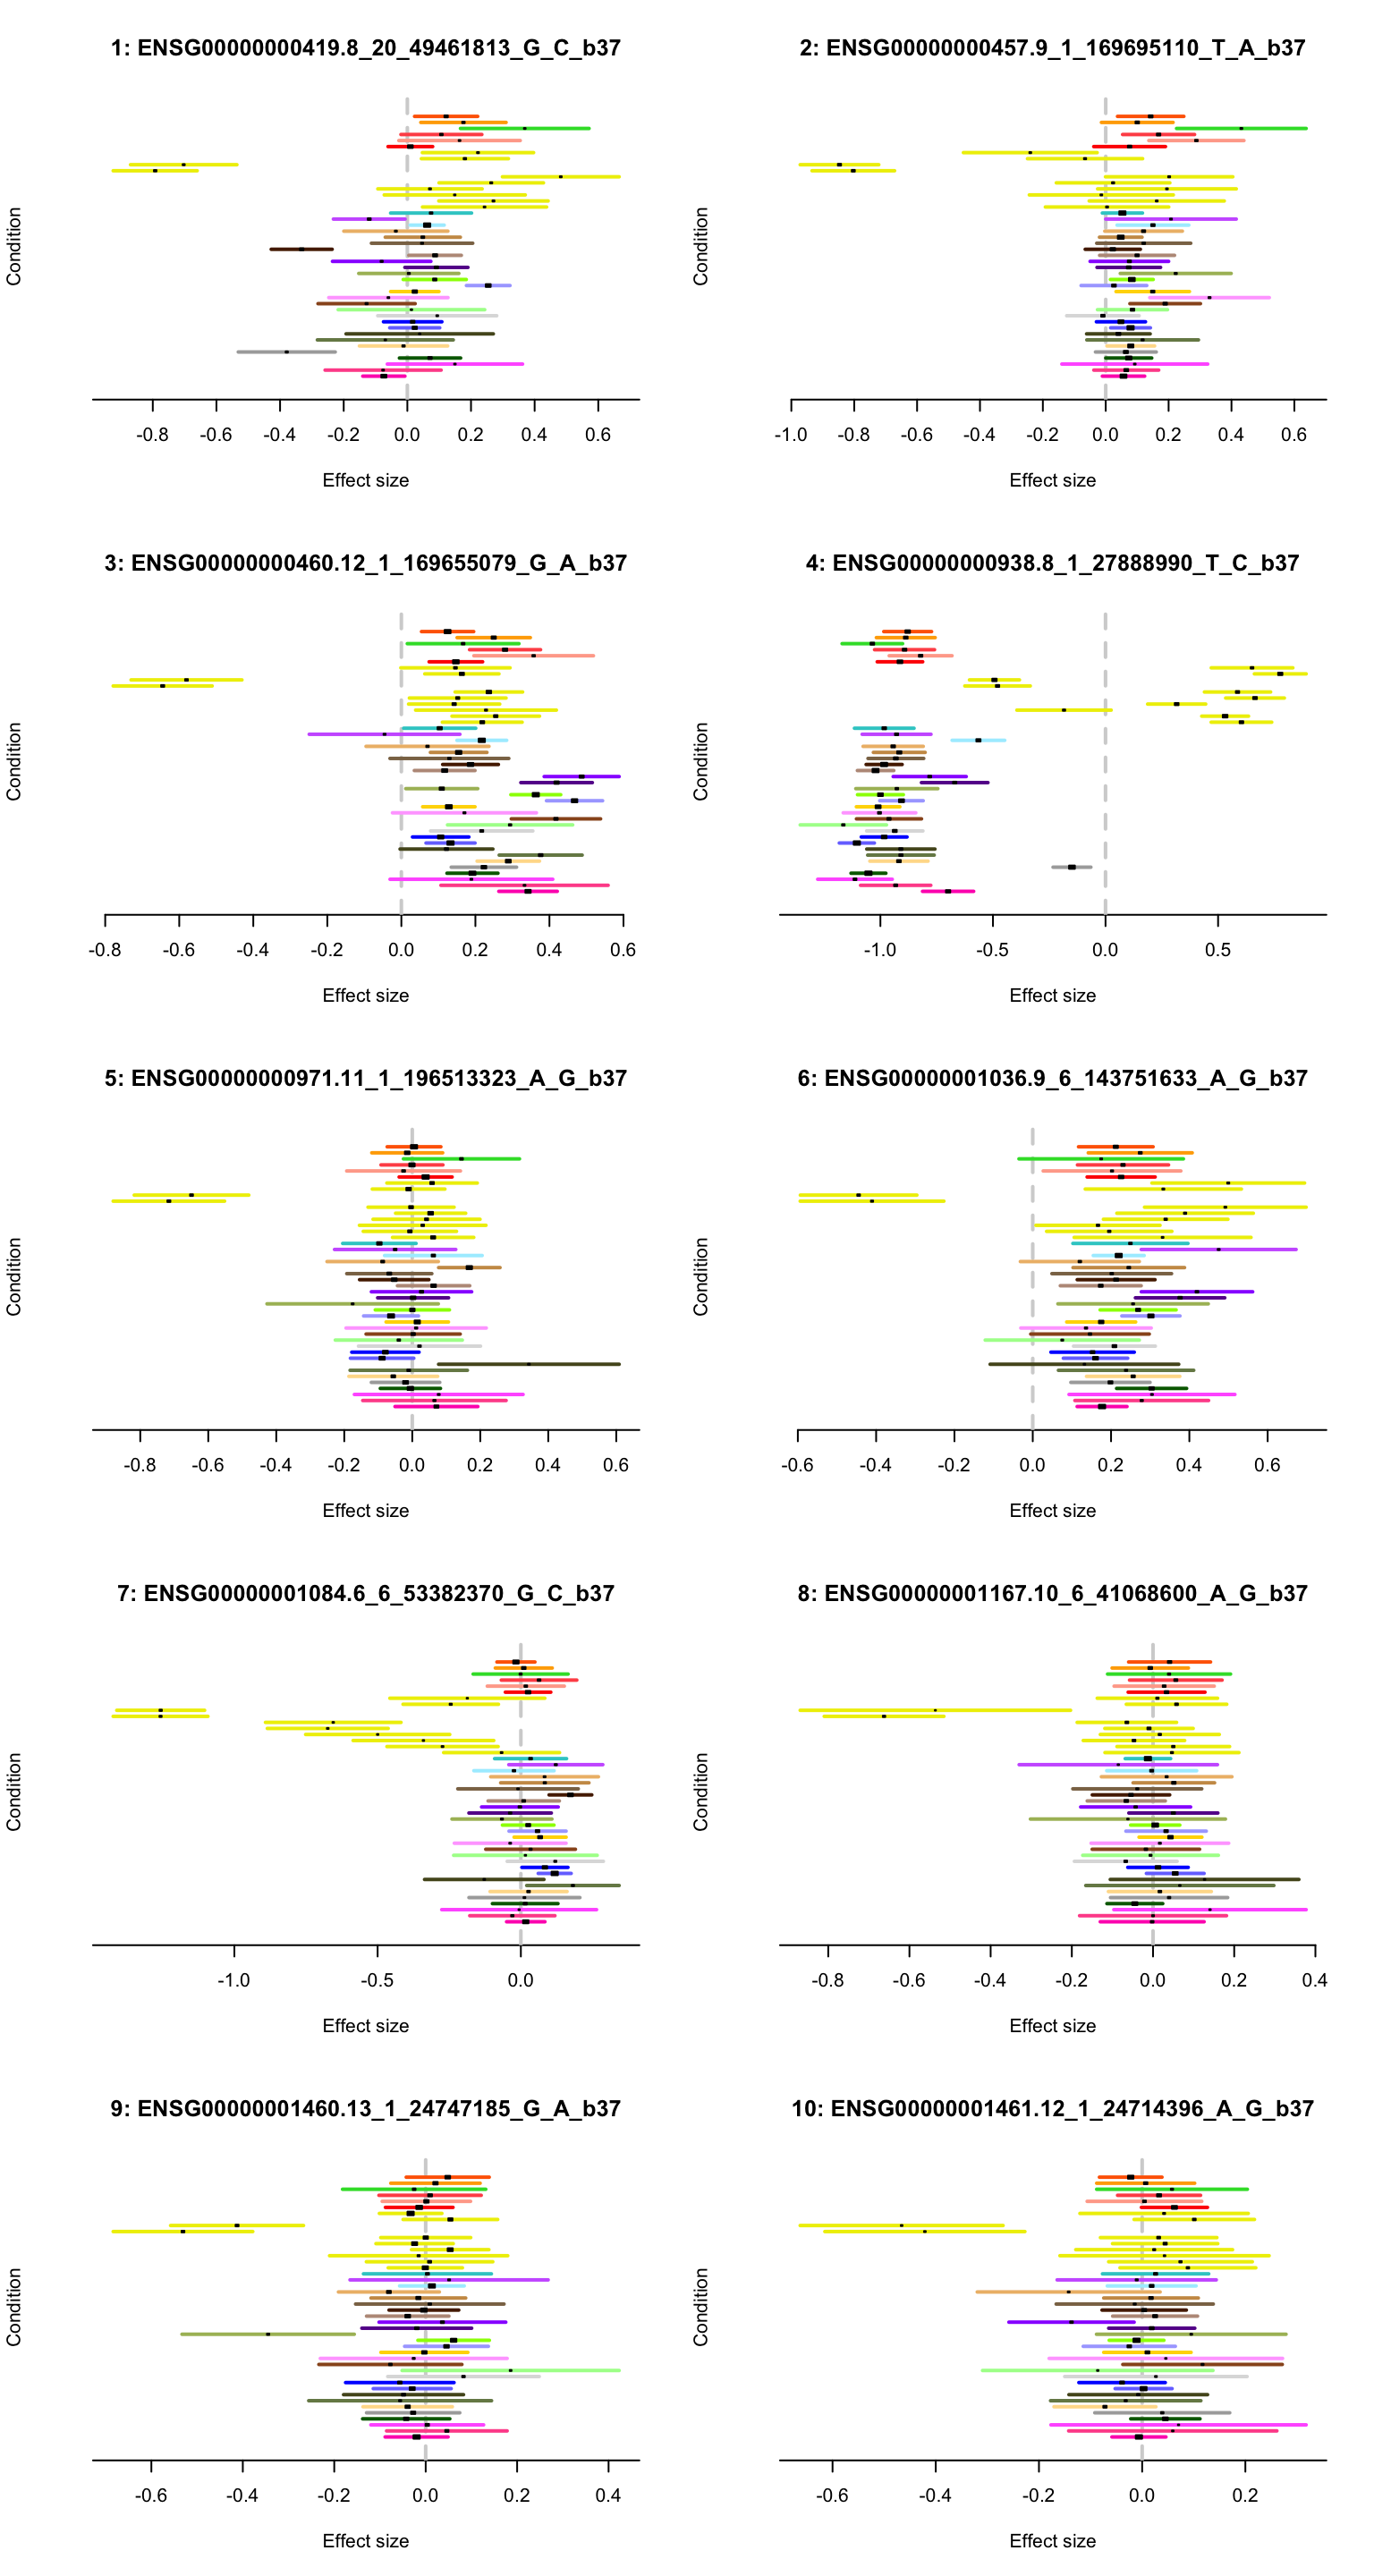 1: ENSG00000000419.8_20_49461813_G_C_b37
Condition
-0.8 -0.6 -0.4 -0.2 0.0 0.2 0.4 0.6
Effect size
2: ENSG00000000457.9_1_169695110_T_A_b37
Condition
-1.0 -0.8 -0.6 -0.4 -0.2 0.0 0.2 0.4 0.6
Effect size
3: ENSG00000000460.12_1_169655079_G_A_b37
Condition
-0.8 -0.6 -0.4 -0.2 0.0 0.2 0.4 0.6
Effect size
4: ENSG00000000938.8_1_27888990_T_C_b37
Condition
-1.0 -0.5 0.0 0.5
Effect size
5: ENSG00000000971.11_1_196513323_A_G_b37
Condition
-0.8 -0.6 -0.4 -0.2 0.0 0.2 0.4 0.6
Effect size
6: ENSG00000001036.9_6_143751633_A_G_b37
Condition
-0.6 -0.4 -0.2 0.0 0.2 0.4 0.6
Effect size
7: ENSG00000001084.6_6_53382370_G_C_b37
Condition
-1.0 -0.5 0.0
Effect size
8: ENSG00000001167.10_6_41068600_A_G_b37
Condition
-0.8 -0.6 -0.4 -0.2 0.0 0.2 0.4
Effect size
9: ENSG00000001460.13_1_24747185_G_A_b37
Condition
-0.6 -0.4 -0.2 0.0 0.2 0.4
Effect size
10: ENSG00000001461.12_1_24714396_A_G_b37
Condition
-0.6 -0.4 -0.2 0.0 0.2
Effect size